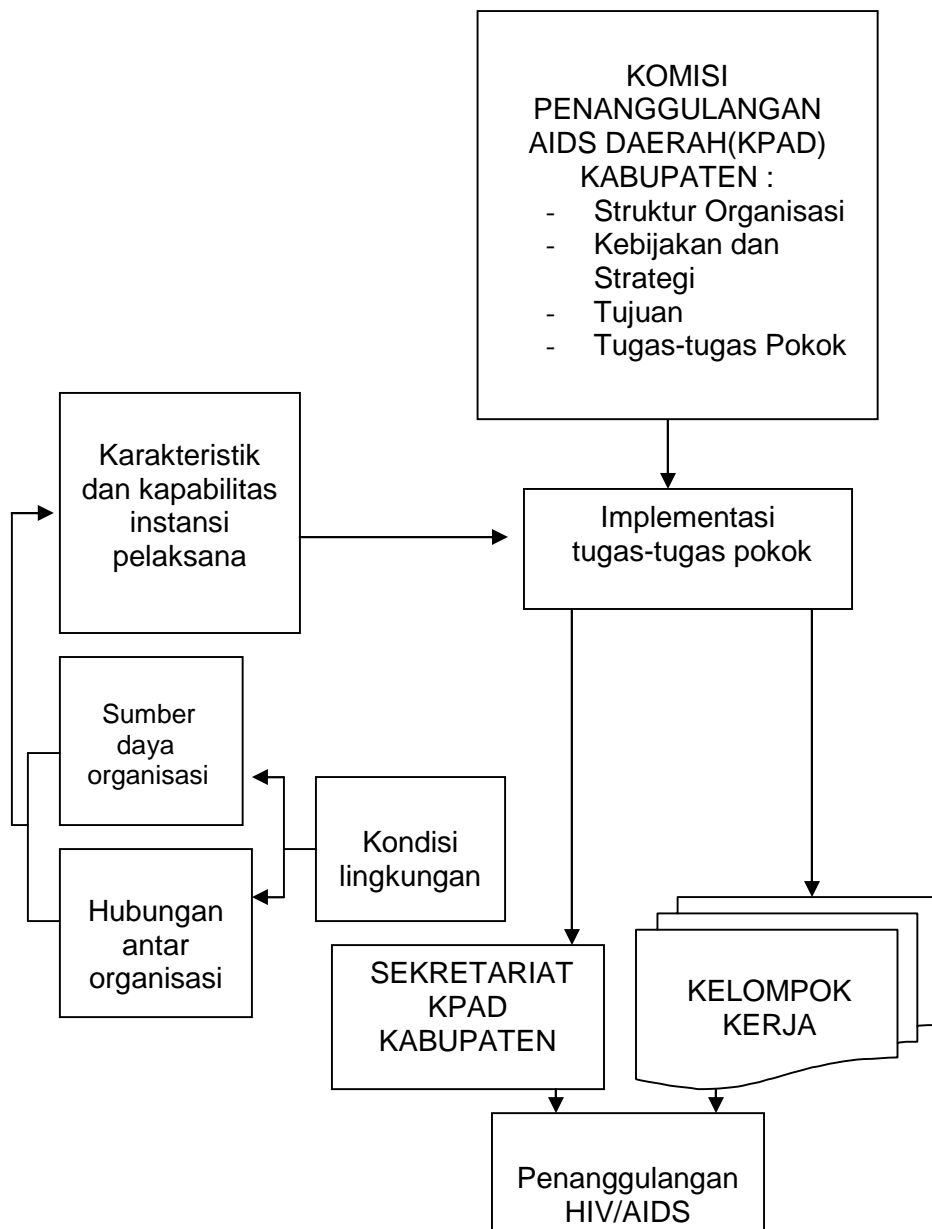 KOMISI
PENANGGULANGAN
AIDS DAERAH(KPAD)
KABUPATEN :
- Struktur Organisasi
- Kebijakan dan
Strategi
- Tujuan
- Tugas-tugas Pokok
Karakteristik
dan kapabilitas
instansi
pelaksana
Implementasi
tugas-tugas pokok
Sumber
daya
organisasi
Kondisi
lingkungan
Hubungan
antar
organisasi
SEKRETARIAT
KPAD
KABUPATEN
KELOMPOK
KERJA
Penanggulangan
HIV/AIDS